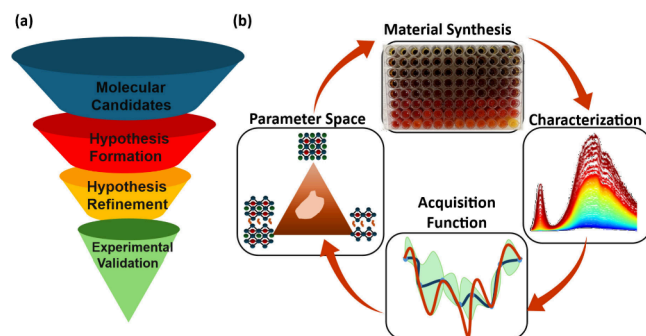 (a)
Molecular
Candidates
Hypothesis
Formation
Hypothesis
Refinement
Experimental
Validation
(b)
Material Synthesis
Parameter Space
Characterization
Acquisition
Function